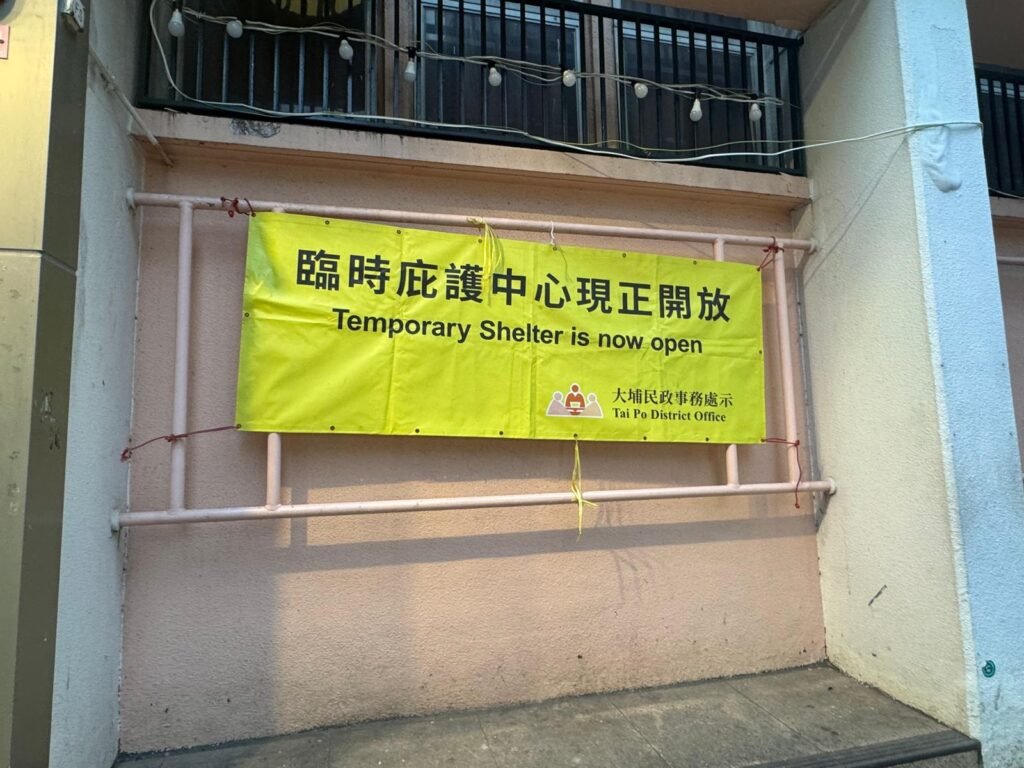 臨時庇護中心現正開放
Temporary Shelter is now open
大埔民政事務處示
Tai Po District Office